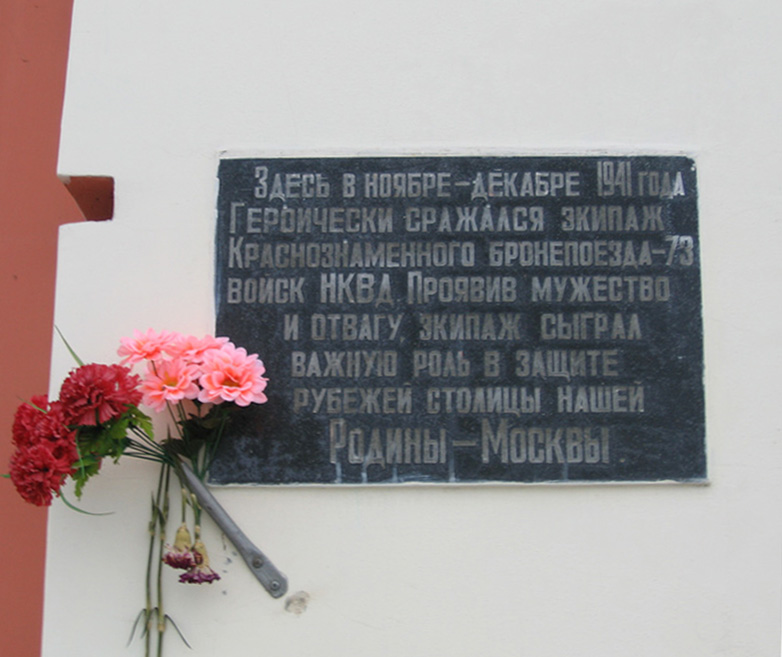 Здесь в ноябре-декабре 1941 года
Героически сражался экипаж
Краснознаменного бронепоезда-73
войск НКВД Проявив мужество
и отвагу, экипаж сыграл
важную роль в защите
рубежей столицы нашей
Родины-Москвы.